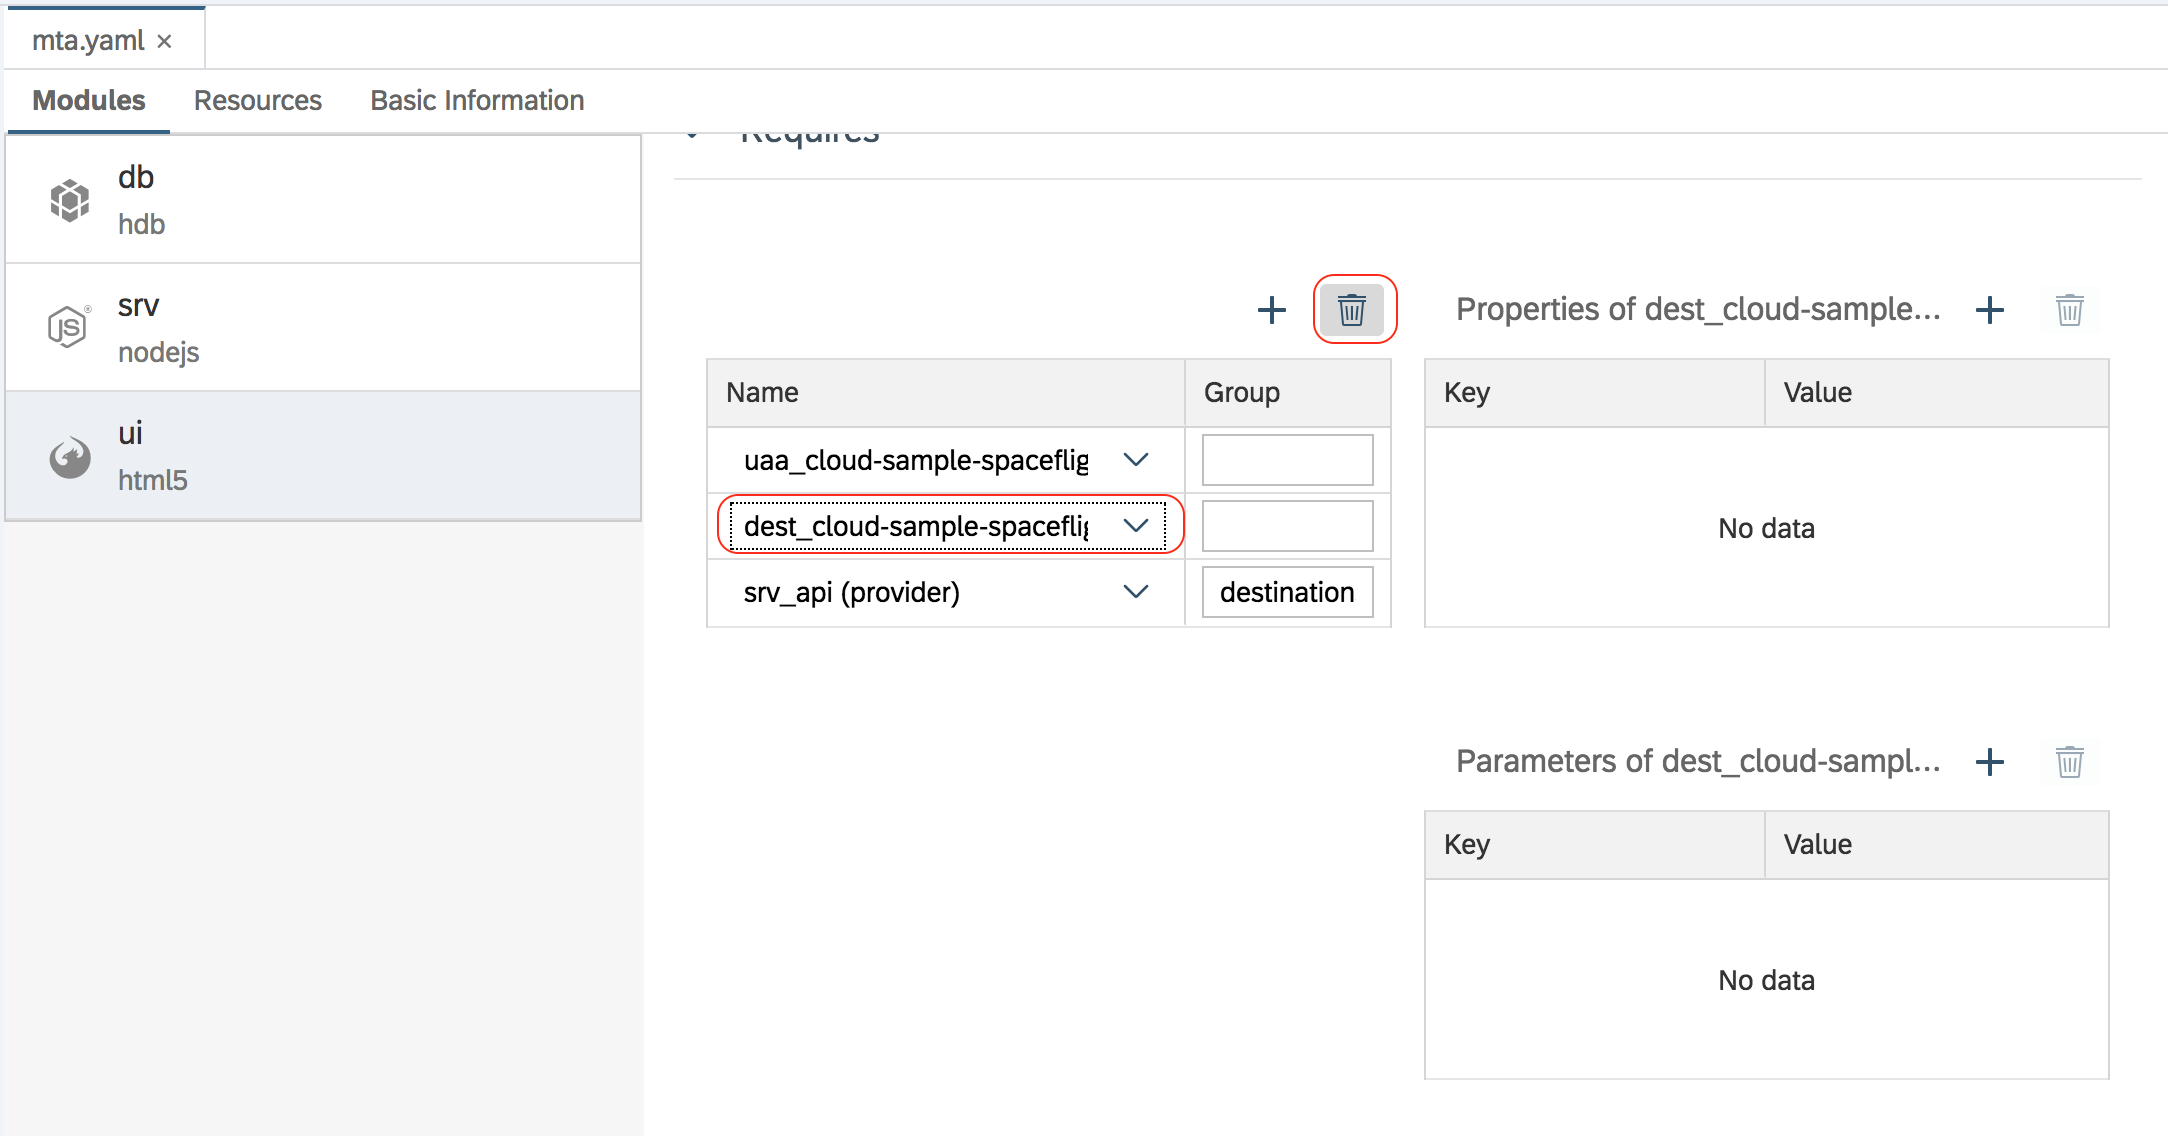 mta.yaml ×
Modules Resources Basic Information
Requires
db
hdb
srv
nodejs
ui
html5
Properties of dest_cloud-sample...
Name Group
uaa_cloud-sample-spaceflig
dest_cloud-sample-spaceflig
srv_api (provider) destination
Key Value
No data
Parameters of dest_cloud-sampl...
Key Value
No data